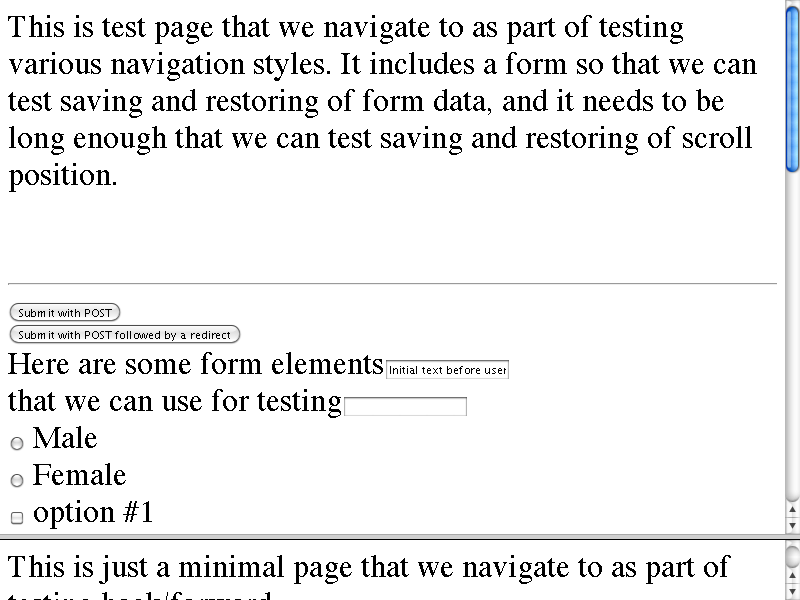 This is test page that we navigate to as part of testing
various navigation styles. It includes a form so that we can
test saving and restoring of form data, and it needs to be
long enough that we can test saving and restoring of scroll
position.
Submit with POST
Submit with POST followed by a redirect
Here are some form elements Initial text before user
that we can use for testing
Male
Female
option #1
This is just a minimal page that we navigate to as part of
testing back/forward